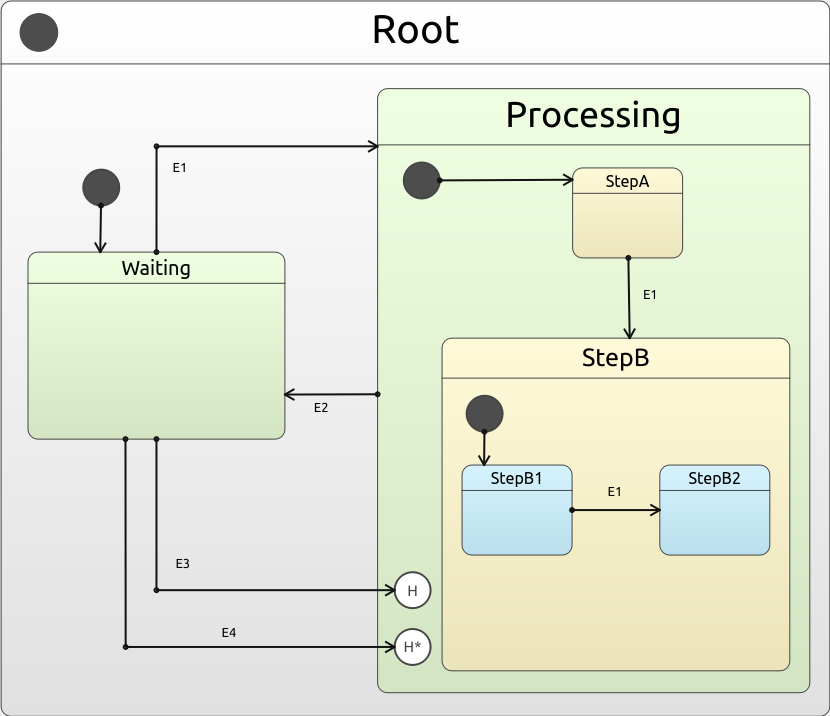 Root
Processing
E1
StepA
Waiting
E1
StepB
E2
StepB1
E1
StepB2
E3
H
E4
H*